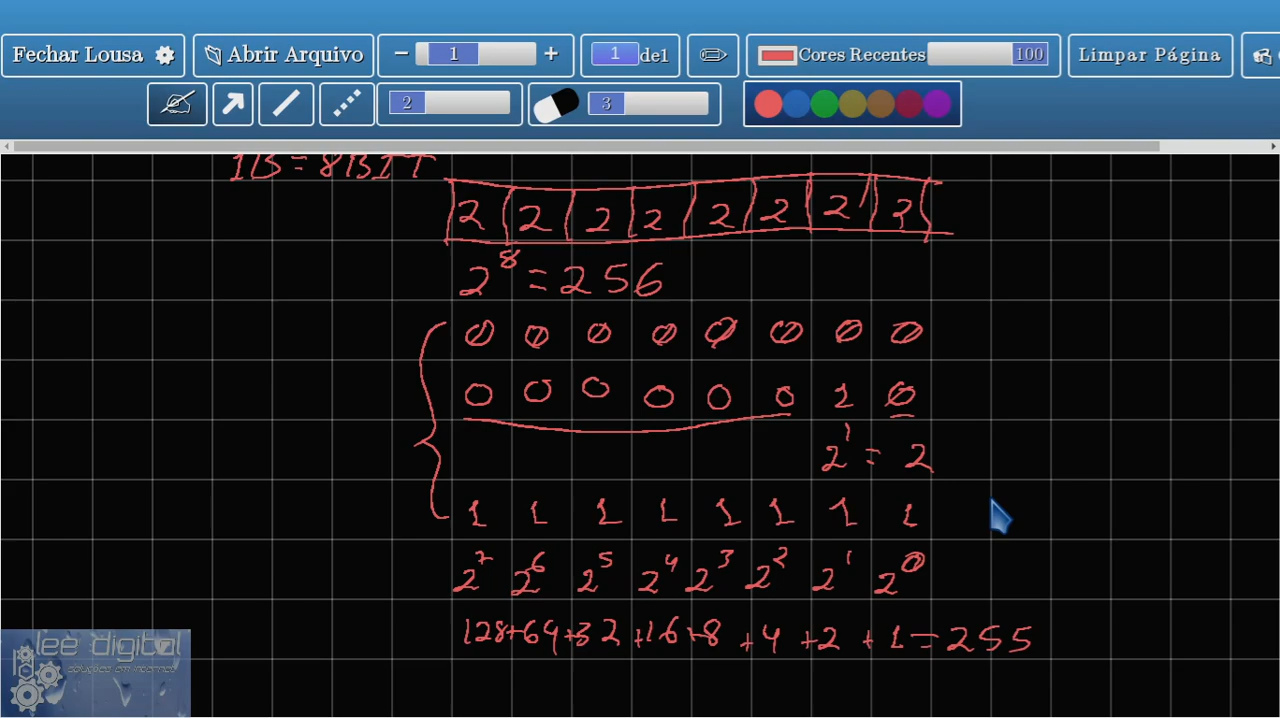 Fechar Lousa Abrir Arquivo − 1 + 1 de1 Cores Recentes 100 Limpar Página
2 3
1B=8BIT
2 2 2 2 2 2 2 2
2⁸ = 256
0 0 0 0 0 0 0 0
0 0 0 0 0 0 1 0
2¹ = 2
1 1 1 1 1 1 1 1
2⁷ 2⁶ 2⁵ 2⁴ 2³ 2² 2¹ 2⁰
128+64+32+16+8+4+2+1=255
lee digital
soluções em internet